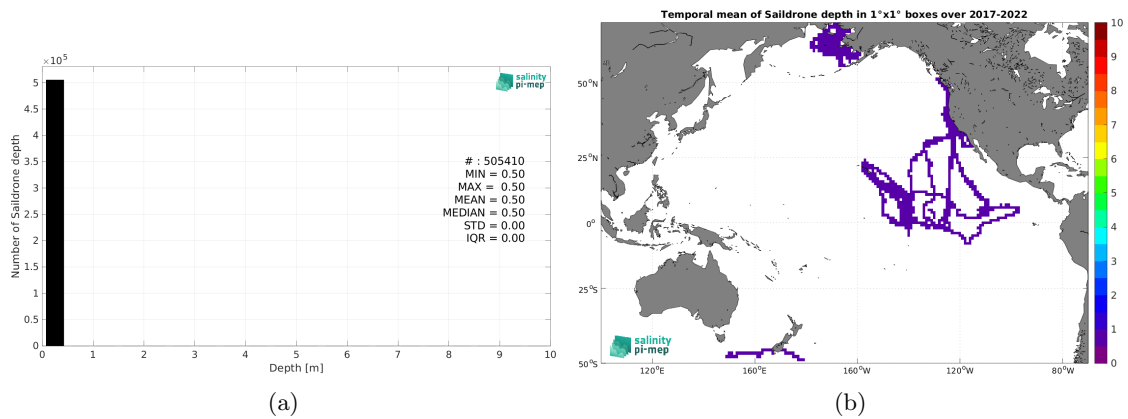 ×10⁵
5
4.5
4
3.5
3
2.5
2
1.5
1
0.5
0
Number of Saildrone depth
0 1 2 3 4 5 6 7 8 9 10
Depth [m]
salinity
pi-mep
# : 505410
MIN = 0.50
MAX = 0.50
MEAN = 0.50
MEDIAN = 0.50
STD = 0.00
IQR = 0.00
(a)
Temporal mean of Saildrone depth in 1°x1° boxes over 2017-2022
50°N
25°N
0°
25°S
50°S
120°E 160°E 160°W 120°W 80°W
salinity
pi-mep
10
9
8
7
6
5
4
3
2
1
0
(b)